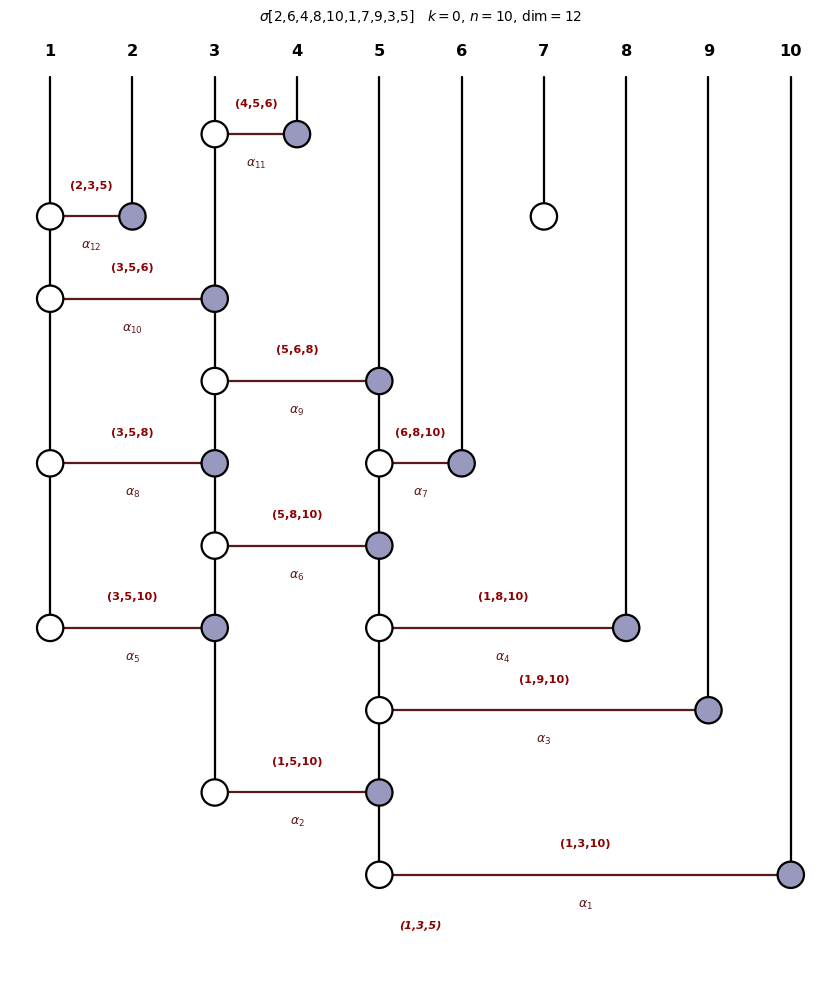 σ[2,6,4,8,10,1,7,9,3,5] k=0, n=10, dim=12
1 2 3 4 5 6 7 8 9 10
(4,5,6)
α₁₁
(2,3,5)
α₁₂
(3,5,6)
α₁₀
(5,6,8)
α₉
(3,5,8) (6,8,10)
α₈ α₇
(5,8,10)
α₆
(3,5,10) (1,8,10)
α₅ α₄
(1,9,10)
α₃
(1,5,10)
α₂
(1,3,10)
α₁
(1,3,5)